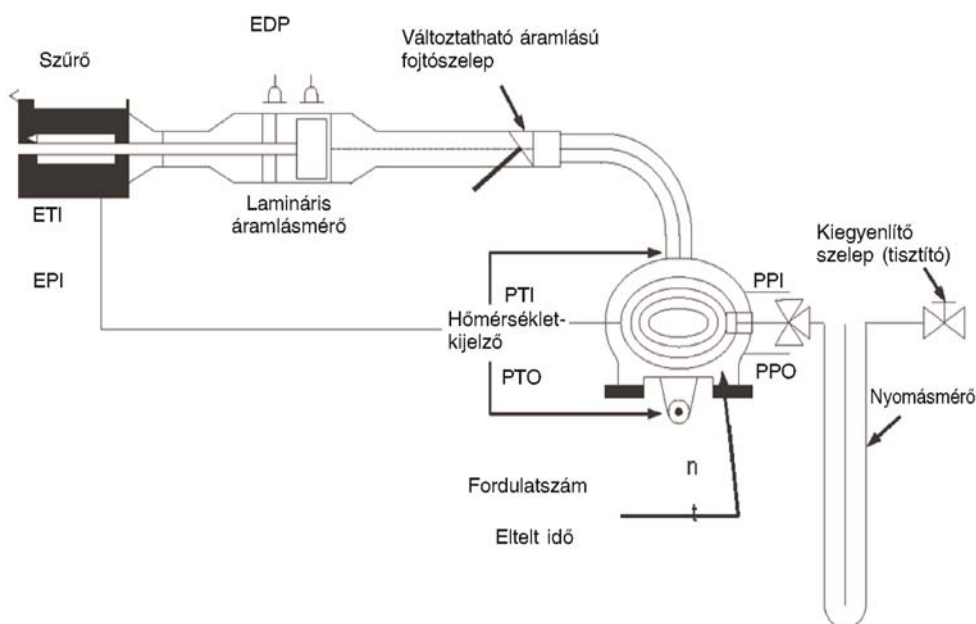 EDP
Változtatható áramlású
fojtószelep
Szűrő
Lamináris
áramlásmérő
ETI
EPI
Kiegyenlítő
szelep (tisztító)
PTI
PPI
Hőmérséklet-
kijelző
PTO
PPO
Nyomásmérő
n
Fordulatszám
t
Eltelt idő